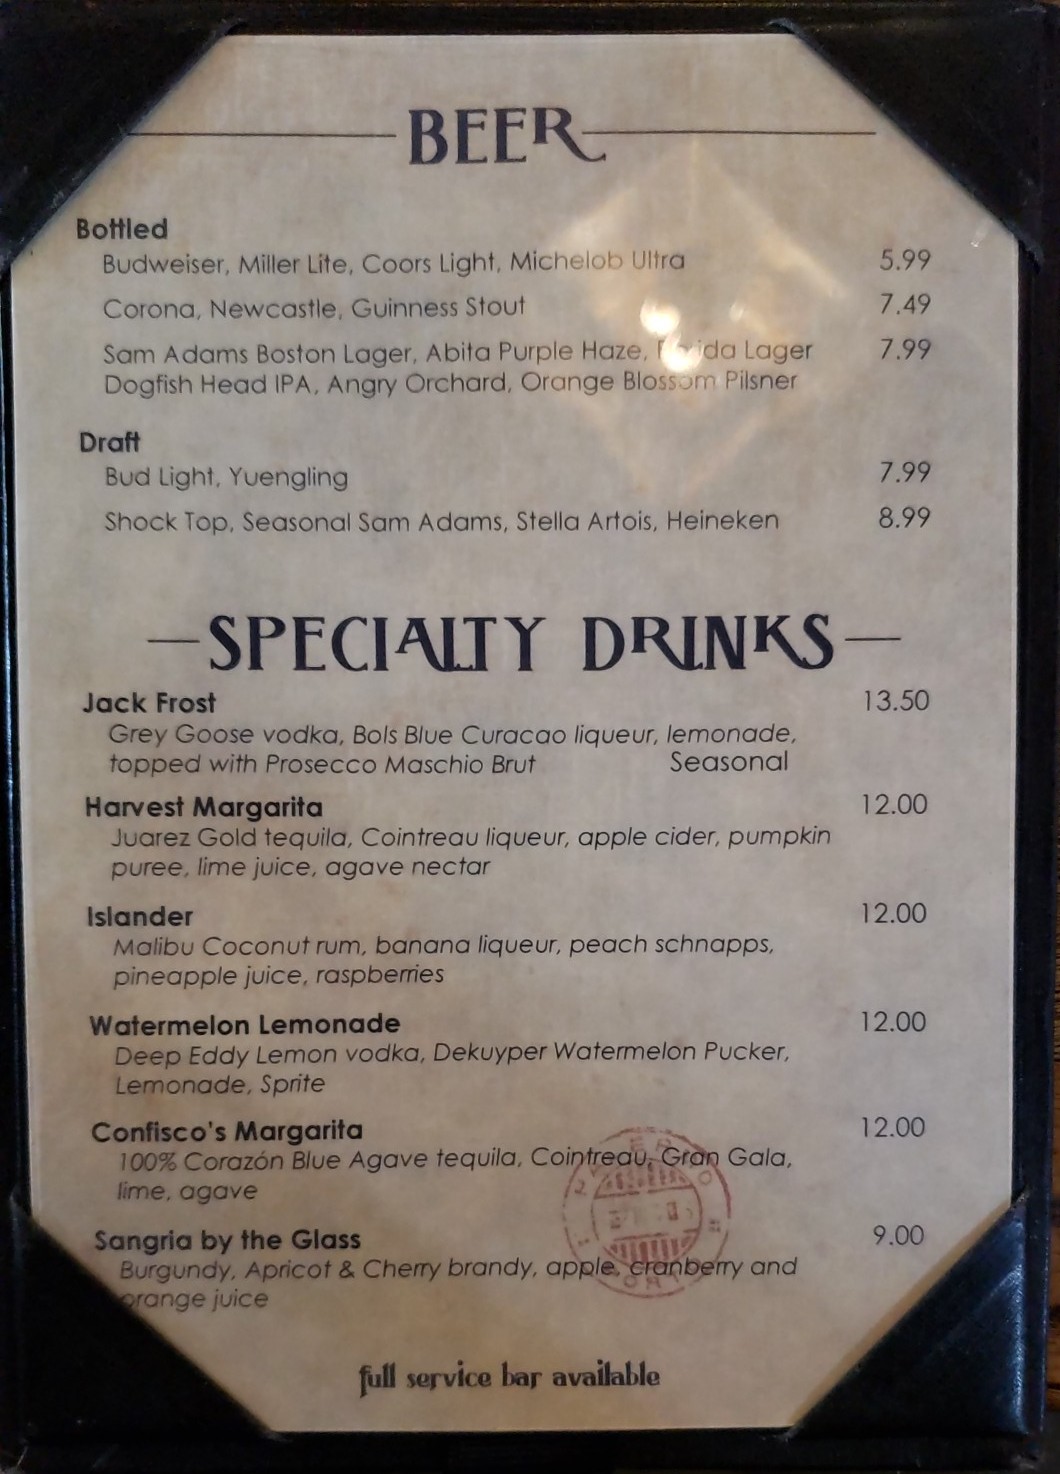 BEER
Bottled
Budweiser, Miller Lite, Coors Light, Michelob Ultra 5.99
Corona, Newcastle, Guinness Stout 7.49
Sam Adams Boston Lager, Abita Purple Haze, Florida Lager 7.99
Dogfish Head IPA, Angry Orchard, Orange Blossom Pilsner
Draft
Bud Light, Yuengling 7.99
Shock Top, Seasonal Sam Adams, Stella Artois, Heineken 8.99
SPECIALTY DRINKS
Jack Frost 13.50
Grey Goose vodka, Bols Blue Curacao liqueur, lemonade,
topped with Prosecco Maschio Brut Seasonal
Harvest Margarita 12.00
Juarez Gold tequila, Cointreau liqueur, apple cider, pumpkin
puree, lime juice, agave nectar
Islander 12.00
Malibu Coconut rum, banana liqueur, peach schnapps,
pineapple juice, raspberries
Watermelon Lemonade 12.00
Deep Eddy Lemon vodka, Dekuyper Watermelon Pucker,
Lemonade, Sprite
Confisco's Margarita 12.00
100% Corazón Blue Agave tequila, Cointreau, Gran Gala,
lime, agave
Sangria by the Glass 9.00
Burgundy, Apricot & Cherry brandy, apple, cranberry and
orange juice
full service bar available